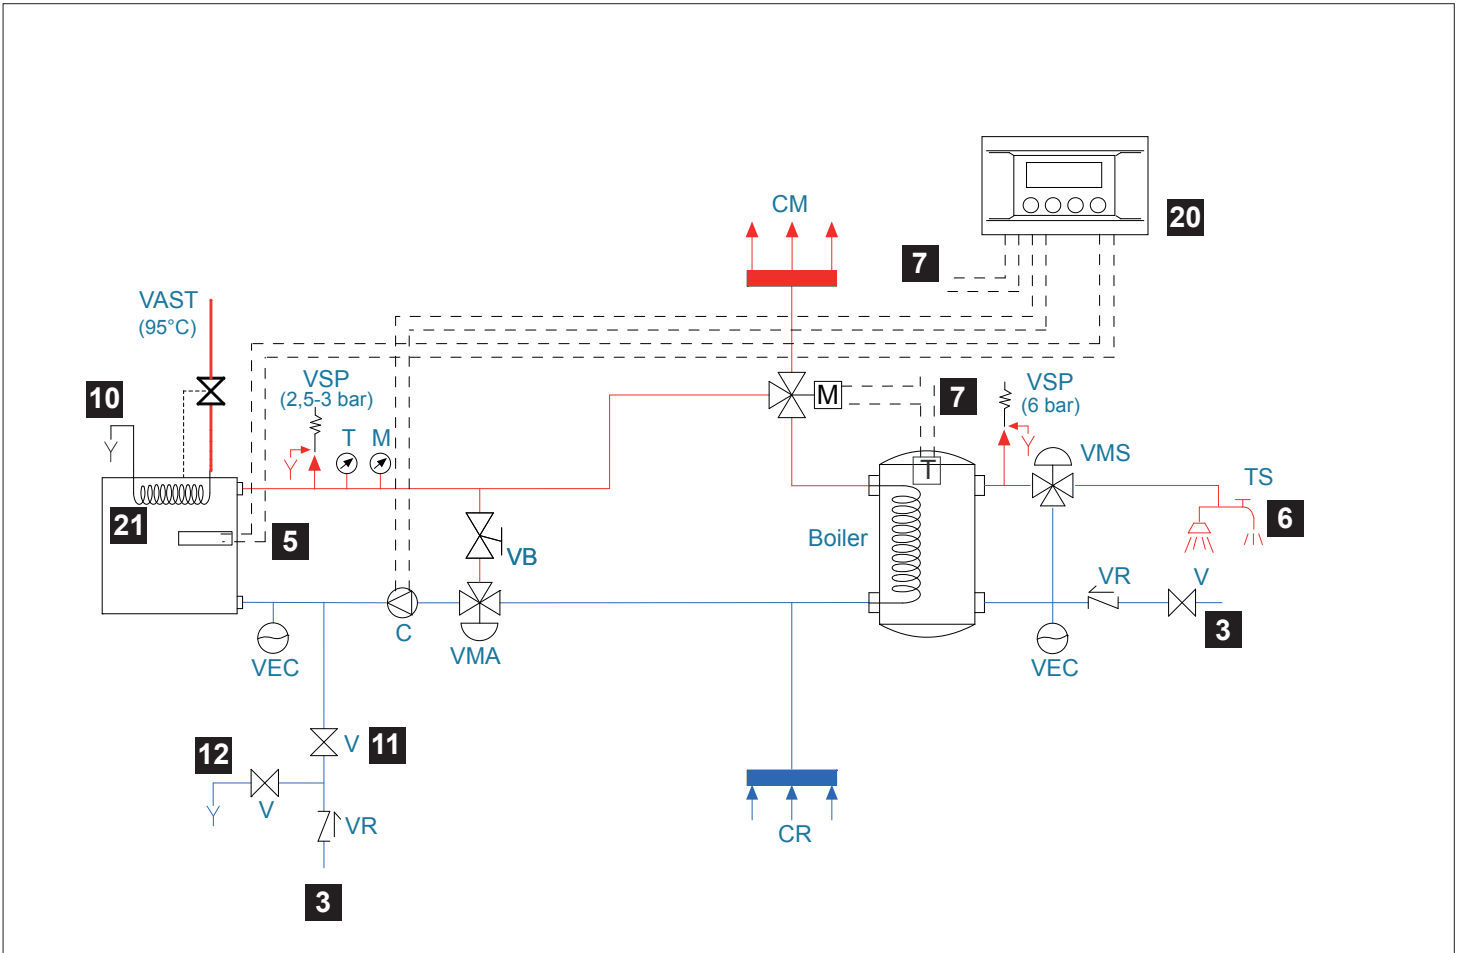 CM
20
7
VAST
(95°C)
10
VSP
(2,5-3 bar)
T
M
M
7
VSP
(6 bar)
VMS
TS
6
T
21
5
VB
Boiler
VR
V
3
C
VMA
VEC
VEC
V
11
12
V
VR
CR
3